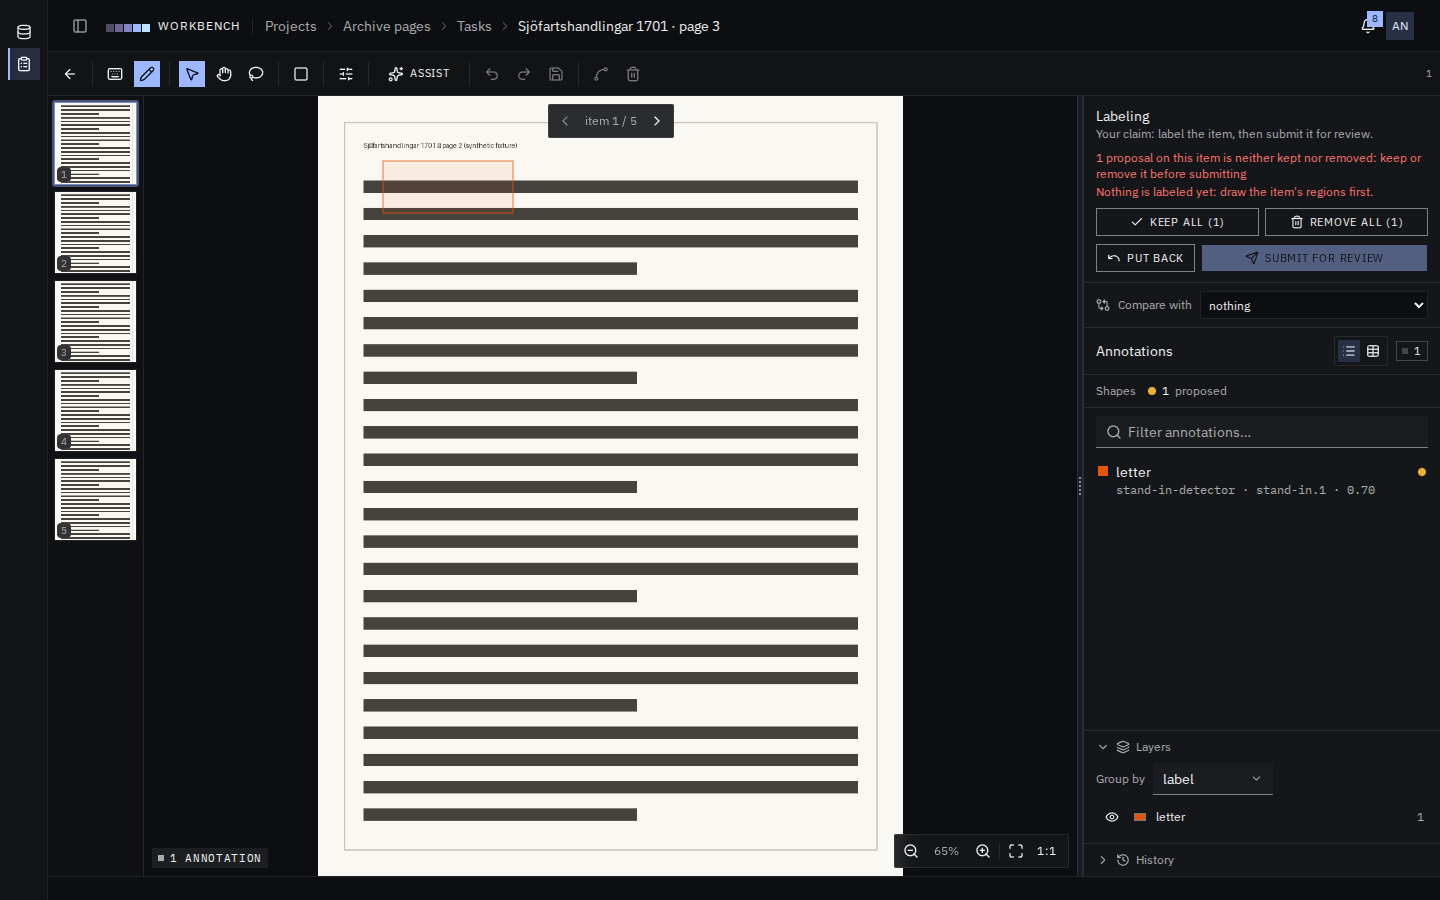 WORKBENCH
Projects
Archive pages
Tasks
Sjöfartshandlingar 1701 · page 3
8
AN
ASSIST
1
1
2
3
4
5
item 1 / 5
page 2 (synthetic fixture)
1 ANNOTATION
65%
1:1
Labeling
Your claim: label the item, then submit it for review.
1 proposal on this item is neither kept nor removed: keep or
remove it before submitting
Nothing is labeled yet: draw the item's regions first.
KEEP ALL (1)
REMOVE ALL (1)
PUT BACK
SUBMIT FOR REVIEW
Compare with
nothing
Annotations
1
Shapes
1 proposed
Filter annotations...
letter
stand-in-detector · stand-in.1 · 0.70
Layers
Group by
label
letter
1
History